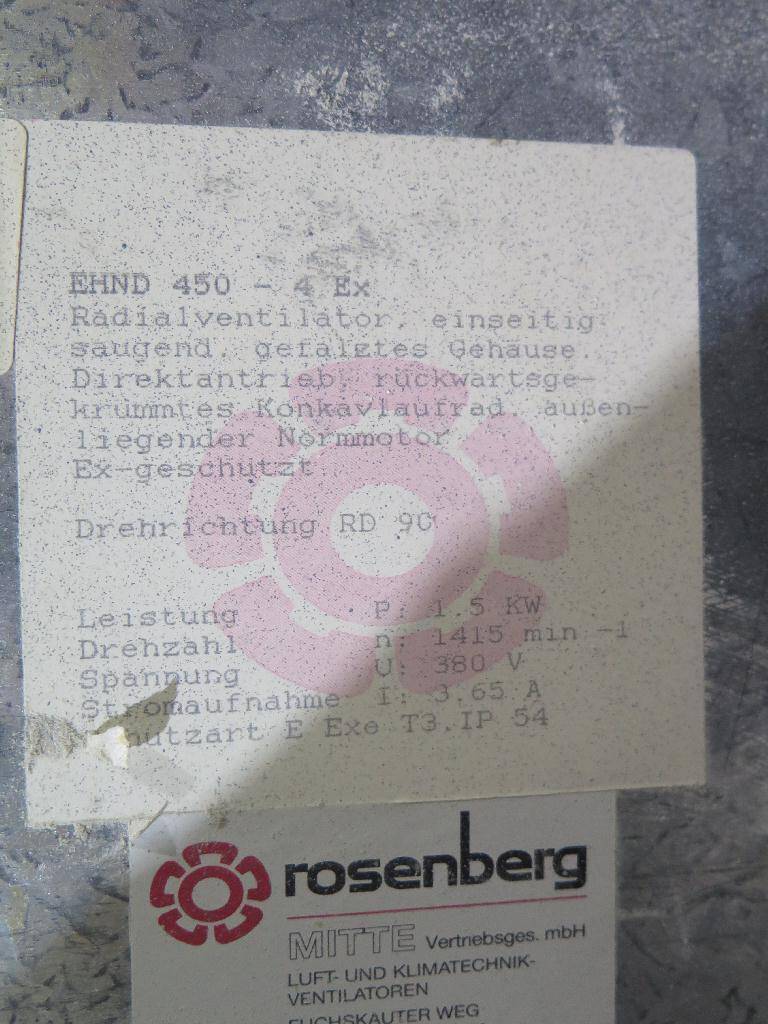 EHND 450 - 4 Ex
Radialventilator, einseitig
saugend, gefalztes Gehäuse.
Direktantrieb, rückwärtsge-
krümmtes Konkavlaufrad, außen-
liegender Normmotor
Ex-geschützt
Drehrichtung RD 90
Leistung P: 1.5 KW
Drehzahl n: 1415 min -1
Spannung U: 380 V
Stromaufnahme I: 3.65 A
E Exe T3.IP 54
rosenberg
MITTE Vertriebsges. mbH
LUFT- UND KLIMATECHNIK-
VENTILATOREN
FUCHSKAUTER WEG